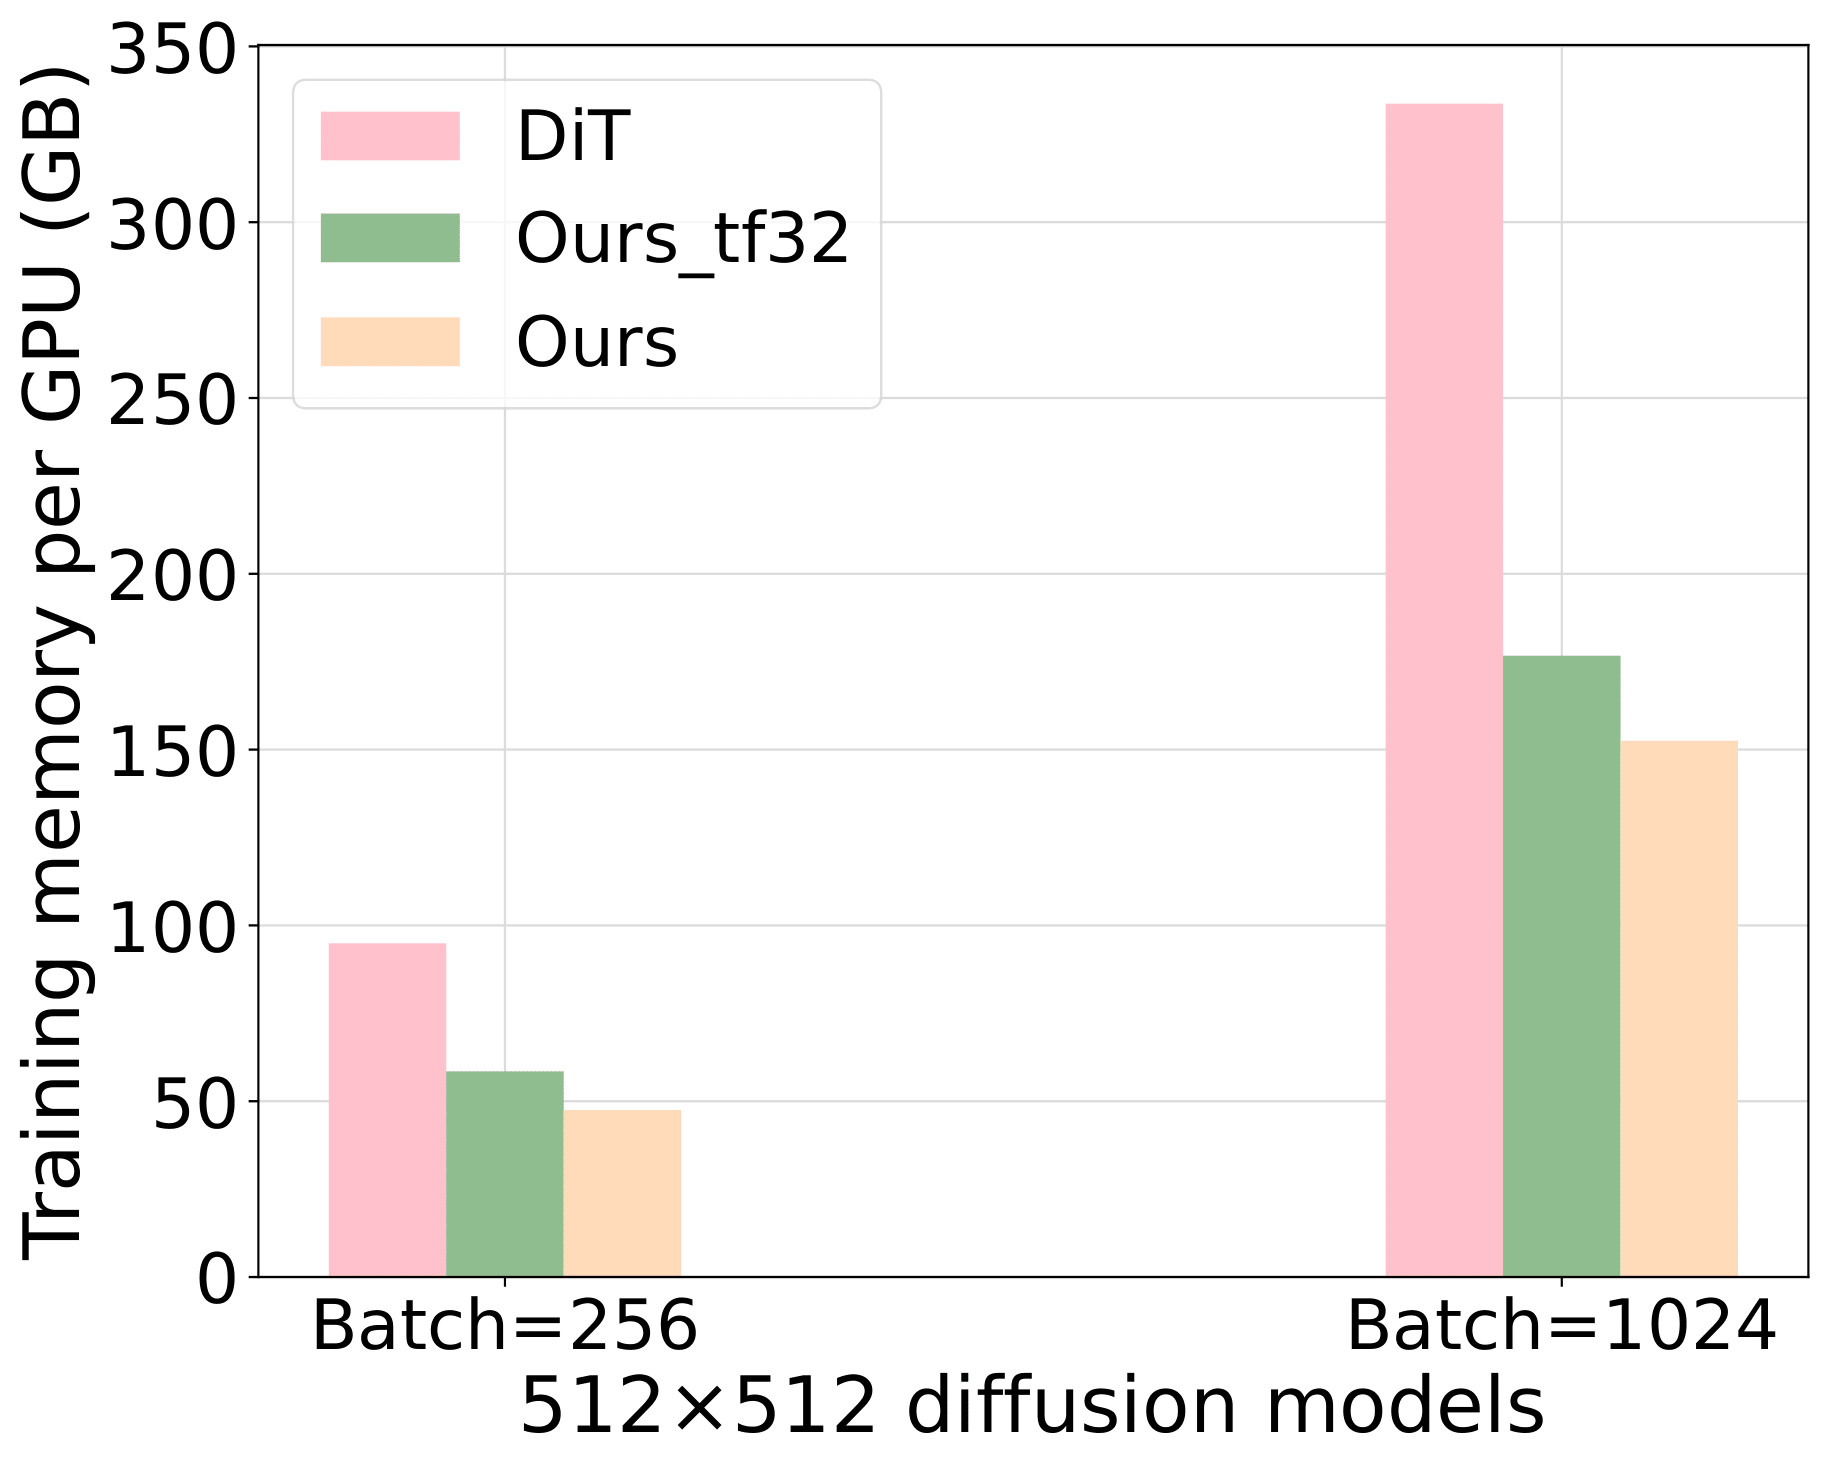 Training memory per GPU (GB)
350
300
250
200
150
100
50
0
DiT
Ours_tf32
Ours
Batch=256
Batch=1024
512×512 diffusion models